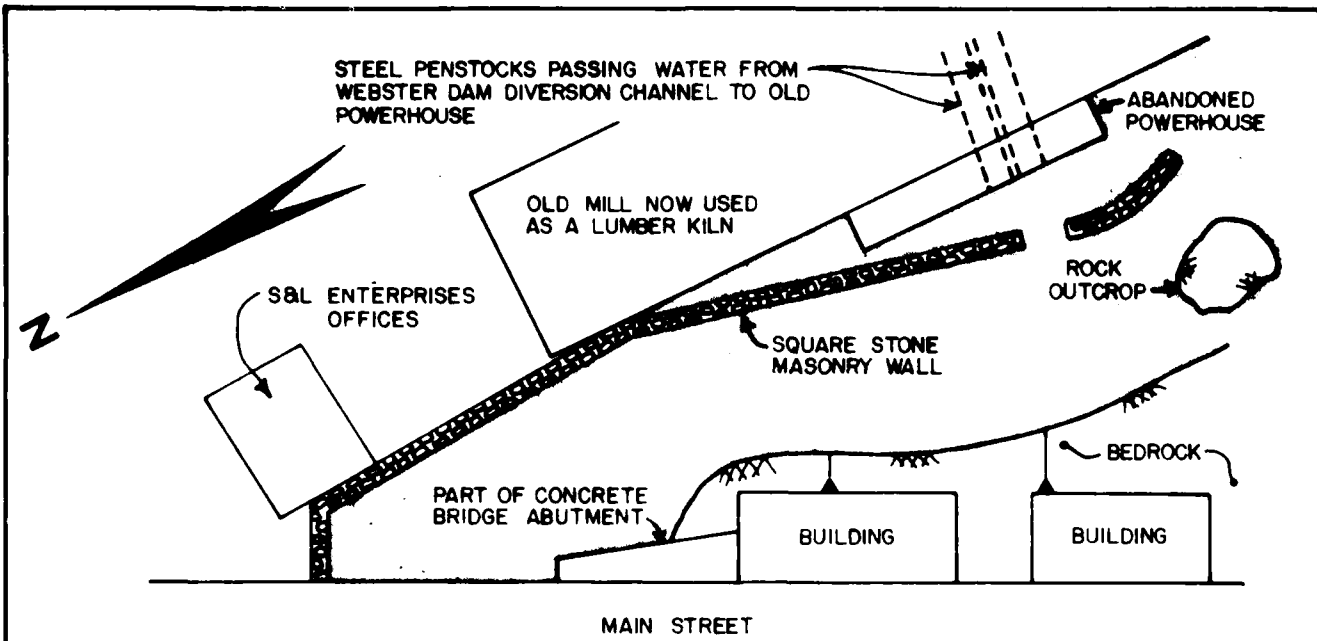 STEEL PENSTOCKS PASSING WATER FROM
WEBSTER DAM DIVERSION CHANNEL TO OLD
POWERHOUSE
ABANDONED
POWERHOUSE
OLD MILL NOW USED
AS A LUMBER KILN
ROCK
OUTCROP
S&L ENTERPRISES
OFFICES
N
SQUARE STONE
MASONRY WALL
PART OF CONCRETE
BRIDGE ABUTMENT
BEDROCK
BUILDING
BUILDING
MAIN STREET